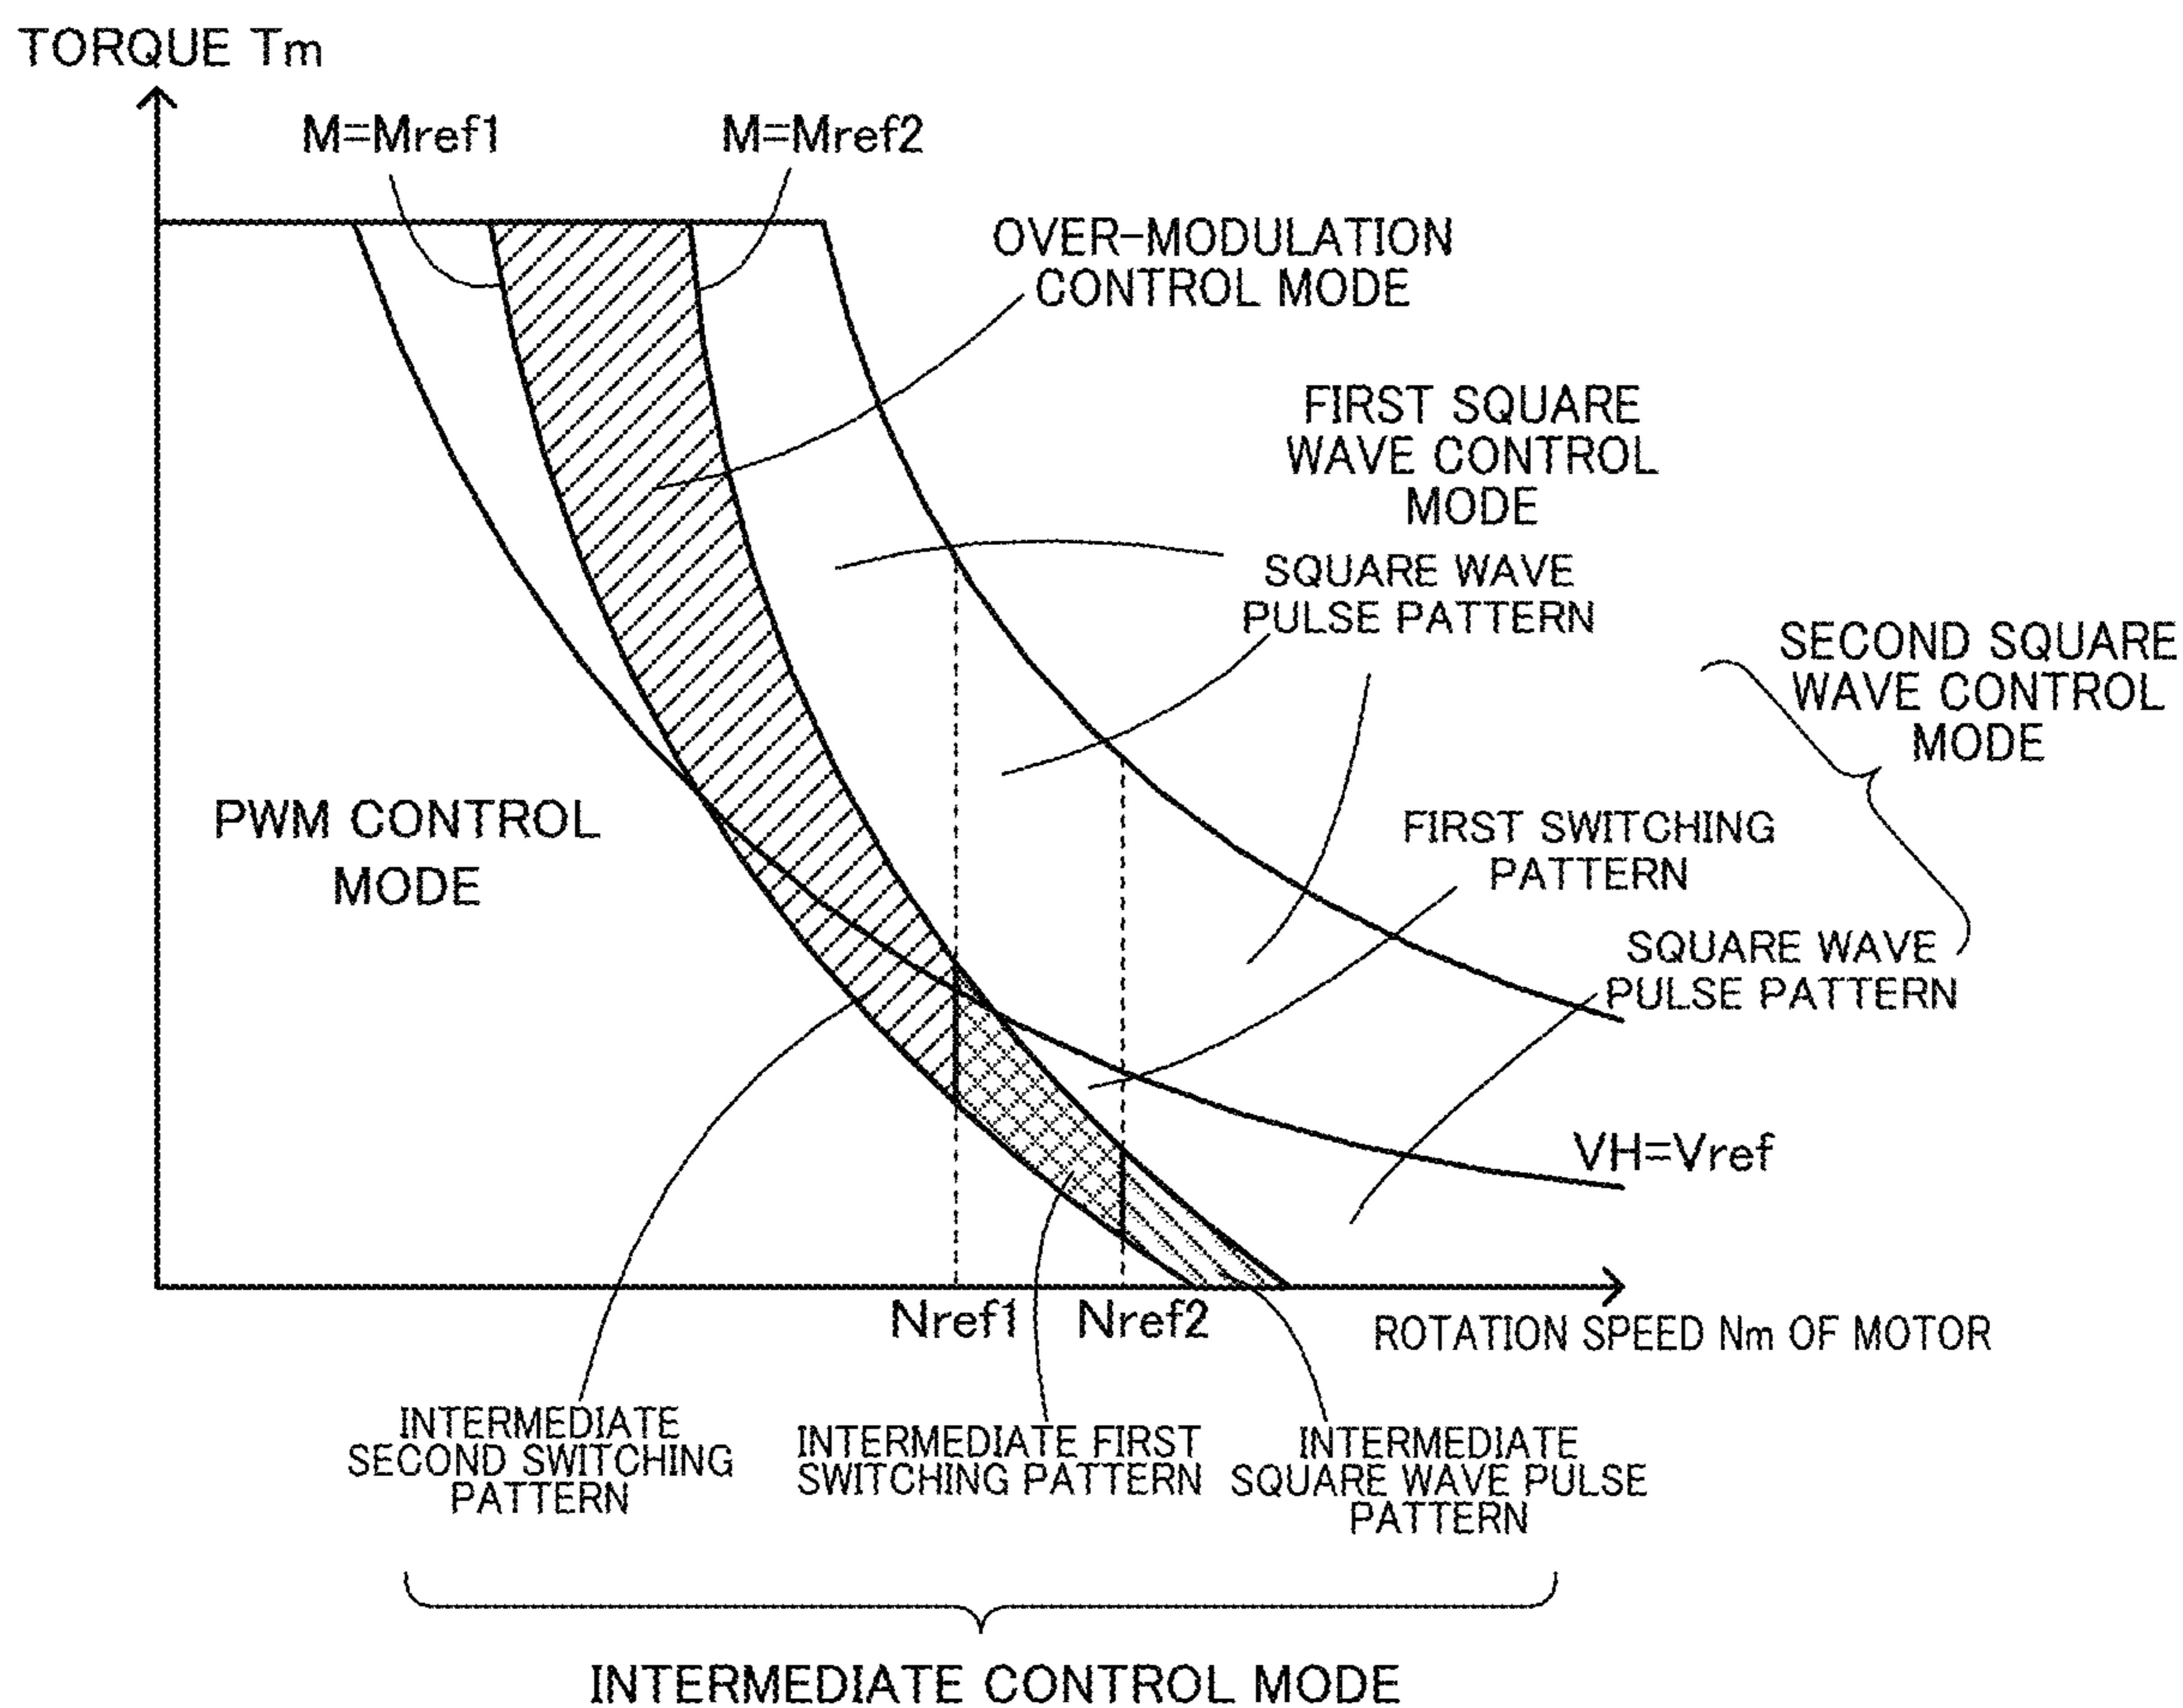 TORQUE Tm
M=Mref1
M=Mref2
OVER-MODULATION
CONTROL MODE
FIRST SQUARE
WAVE CONTROL
MODE
SQUARE WAVE
PULSE PATTERN
SECOND SQUARE
WAVE CONTROL
MODE
PWM CONTROL
MODE
FIRST SWITCHING
PATTERN
SQUARE WAVE
PULSE PATTERN
VH=Vref
Nref1
Nref2
ROTATION SPEED Nm OF MOTOR
INTERMEDIATE
SECOND SWITCHING
PATTERN
INTERMEDIATE FIRST
SWITCHING PATTERN
INTERMEDIATE
SQUARE WAVE PULSE
PATTERN
INTERMEDIATE CONTROL MODE